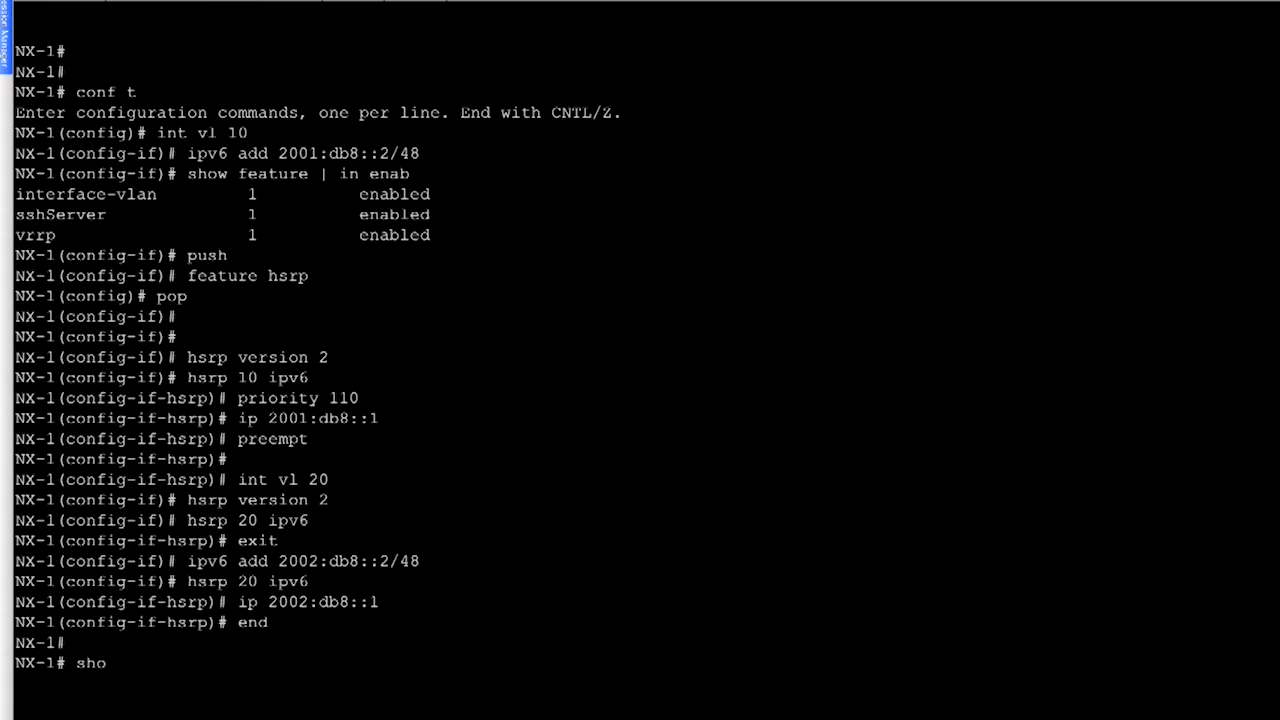 ssion Manager
NX-1#
NX-1#
NX-1# conf t
Enter configuration commands, one per line. End with CNTL/Z.
NX-1(config)# int vl 10
NX-1(config-if)# ipv6 add 2001:db8::2/48
NX-1(config-if)# show feature | in enab
interface-vlan 1 enabled
sshServer 1 enabled
vrrp 1 enabled
NX-1(config-if)# push
NX-1(config-if)# feature hsrp
NX-1(config)# pop
NX-1(config-if)#
NX-1(config-if)#
NX-1(config-if)# hsrp version 2
NX-1(config-if)# hsrp 10 ipv6
NX-1(config-if-hsrp)# priority 110
NX-1(config-if-hsrp)# ip 2001:db8::1
NX-1(config-if-hsrp)# preempt
NX-1(config-if-hsrp)#
NX-1(config-if-hsrp)# int vl 20
NX-1(config-if)# hsrp version 2
NX-1(config-if)# hsrp 20 ipv6
NX-1(config-if-hsrp)# exit
NX-1(config-if)# ipv6 add 2002:db8::2/48
NX-1(config-if)# hsrp 20 ipv6
NX-1(config-if-hsrp)# ip 2002:db8::1
NX-1(config-if-hsrp)# end
NX-1#
NX-1# sho